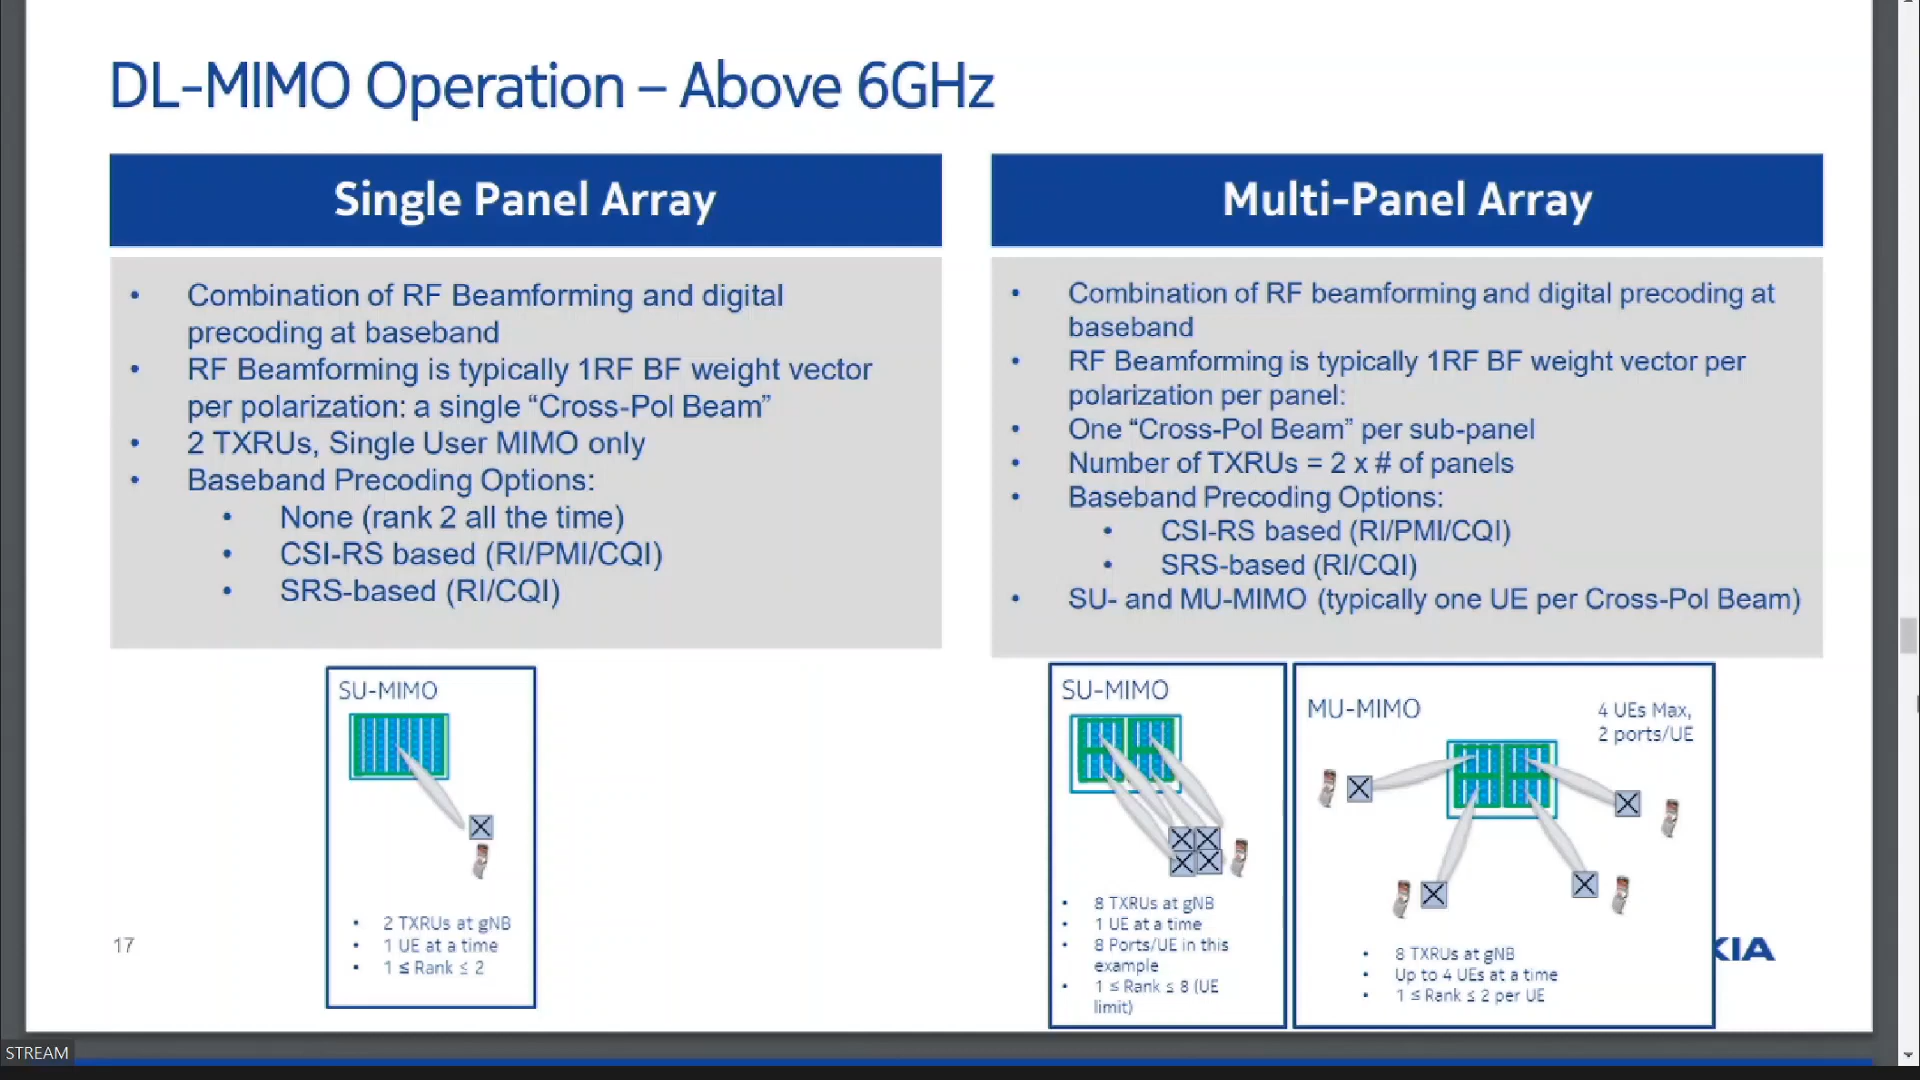 DL-MIMO Operation – Above 6GHz
Single Panel Array
• Combination of RF Beamforming and digital
precoding at baseband
• RF Beamforming is typically 1RF BF weight vector
per polarization: a single “Cross-Pol Beam”
• 2 TXRUs, Single User MIMO only
• Baseband Precoding Options:
• None (rank 2 all the time)
• CSI-RS based (RI/PMI/CQI)
• SRS-based (RI/CQI)
SU-MIMO
• 2 TXRUs at gNB
• 1 UE at a time
• 1 ≤ Rank ≤ 2
Multi-Panel Array
• Combination of RF beamforming and digital precoding at
baseband
• RF Beamforming is typically 1RF BF weight vector per
polarization per panel:
• One “Cross-Pol Beam” per sub-panel
• Number of TXRUs = 2 x # of panels
• Baseband Precoding Options:
• CSI-RS based (RI/PMI/CQI)
• SRS-based (RI/CQI)
• SU- and MU-MIMO (typically one UE per Cross-Pol Beam)
SU-MIMO
• 8 TXRUs at gNB
• 1 UE at a time
• 8 Ports/UE in this
example
• 1 ≤ Rank ≤ 8 (UE
limit)
MU-MIMO
4 UEs Max,
2 ports/UE
• 8 TXRUs at gNB
• Up to 4 UEs at a time
• 1 ≤ Rank ≤ 2 per UE
17
KIA
STREAM